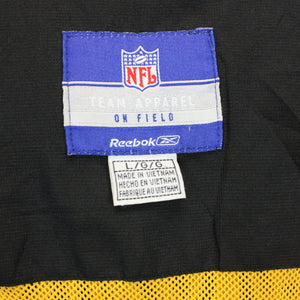 NFL
TEAM APPAREL
ON FIELD
Reebok
L/G/G
MADE IN VIETNAM
HECHO EN VIETNAM
FABRIQUÉ AU VIETNAM